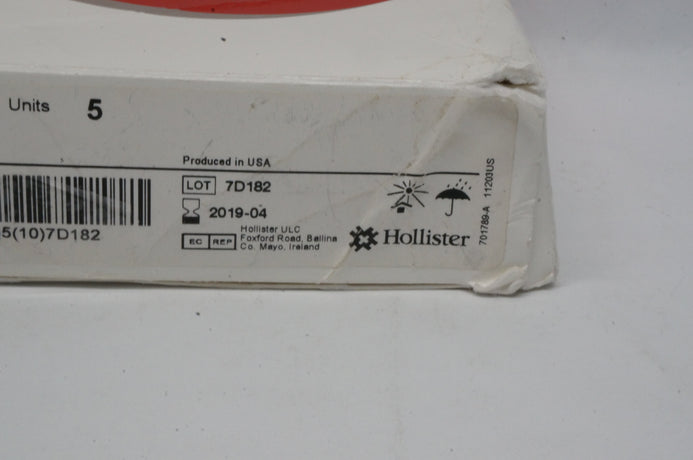 Units 5
Produced in USA
LOT 7D182
2019-04
EC REP
Hollister ULC
Foxford Road, Ballina
Co. Mayo, Ireland
Hollister
5(10)7D182
701789-A 11203US